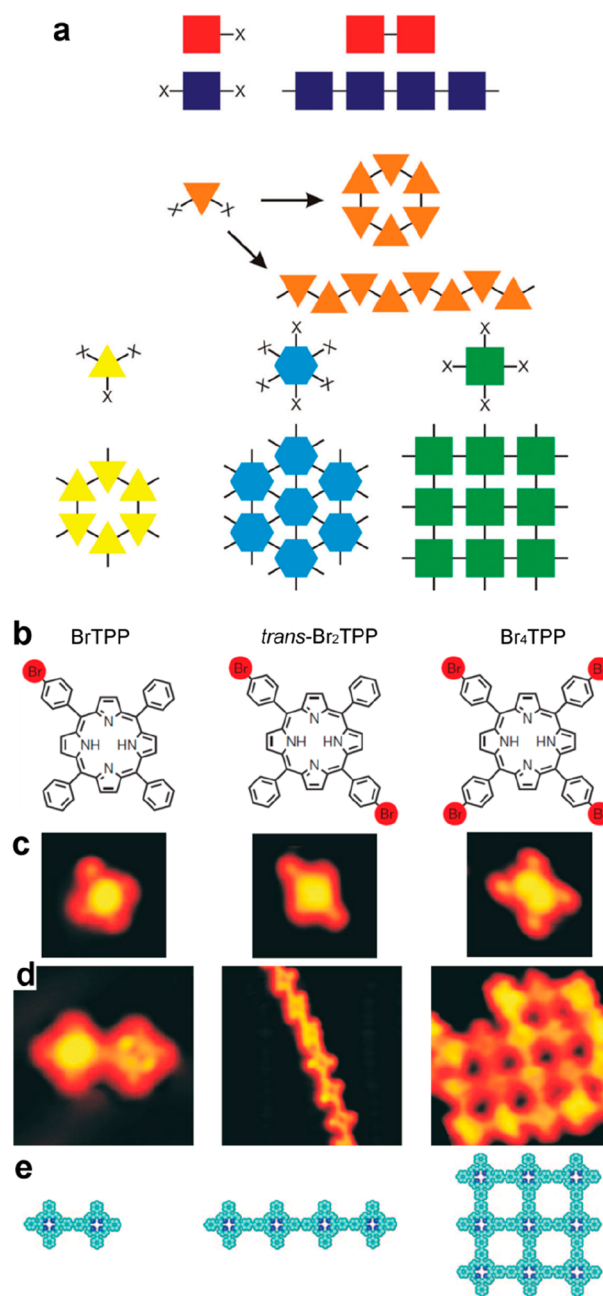 a
X
X X
X X
X
X X X X X
X X X X
X X X
b
BrTPP trans-Br₂TPP Br₄TPP
Br Br Br Br
N N N
NH HN NH HN NH HN
N N N
Br Br Br
c
d
e